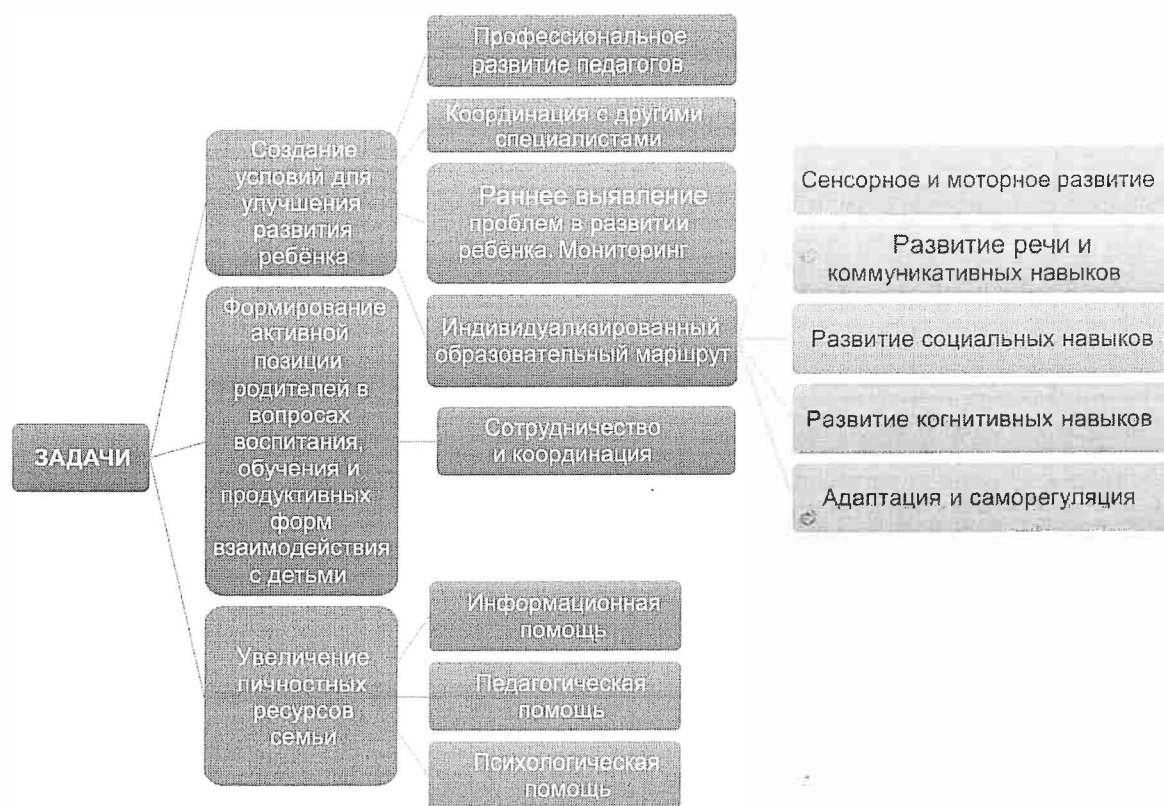 ЗАДАЧИ
Создание
условий для
улучшения
развития
ребёнка
Профессиональное
развитие педагогов
Координация с другими
специалистами
Раннее выявление
проблем в развитии
ребёнка. Мониторинг
Индивидуализированный
образовательный маршрут
Сенсорное и моторное развитие
Развитие речи и
коммуникативных навыков
Развитие социальных навыков
Развитие когнитивных навыков
Адаптация и саморегуляция
Формирование
активной
позиции
родителей в
вопросах
воспитания,
обучения и
продуктивных
форм
взаимодействия
с детьми
Сотрудничество
и координация
Увеличение
личностных
ресурсов
семьи
Информационная
помощь
Педагогическая
помощь
Психологическая
помощь